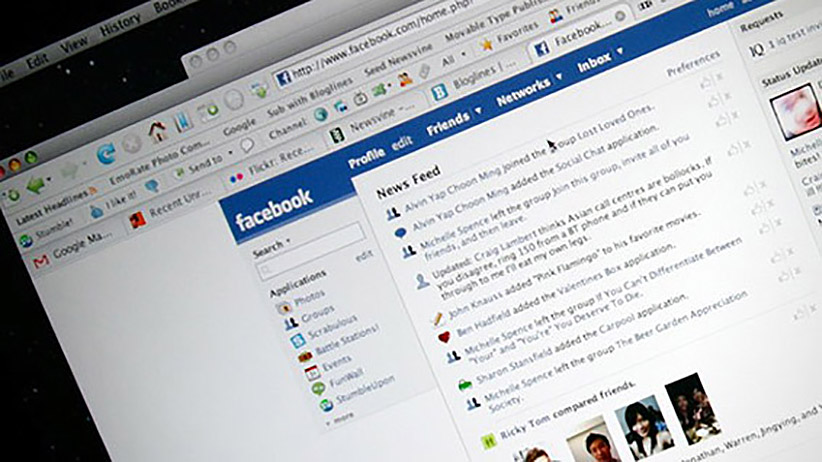 File Edit View History
http://www.facebook.com/home.php?
Google Sub with Bloglines Seed Newsvine Movable Type Publish
Latest Headlines EmoRate Photo Com... Send to Channel: All Favorites Friends
Stumble! I like it!
Google Ma... Recent Unr... Flickr: Rece... Newsvine - ... Bloglines | Facebook...
facebook Profile edit Friends Networks Inbox home
Search
edit
Applications
Photos
Groups
Scrabulous
Battle Stations!
Events
FunWall
StumbleUpon
more
News Feed
Preferences
Alvin Yap Choon Ming joined the group Lost Loved Ones.
Alvin Yap Choon Ming added the Social Chat application.
Michelle Spence left the group Join this group, invite all of you
friends, and then leave.
Updated: Craig Lambert thinks Asian call centres are bollocks. If
you disagree, ring 150 from a BT phone and if they can put you
through to me I'll eat my own legs.
John Knauss added "Pink Flamingo" to his favorite movies.
Ben Hadfield added the Valentines Box application.
Michelle Spence left the group If You Can't Differentiate Between
"Your" and "You're" You Deserve To Die.
Sharon Stansfield added the Carpool application.
Michelle Spence left the group The Beer Garden Appreciation
Society.
Ricky Tom compared friends.
Jonathan, Warren, Jingying, and
Requests
1 iq test
Status
Michelle
bites!